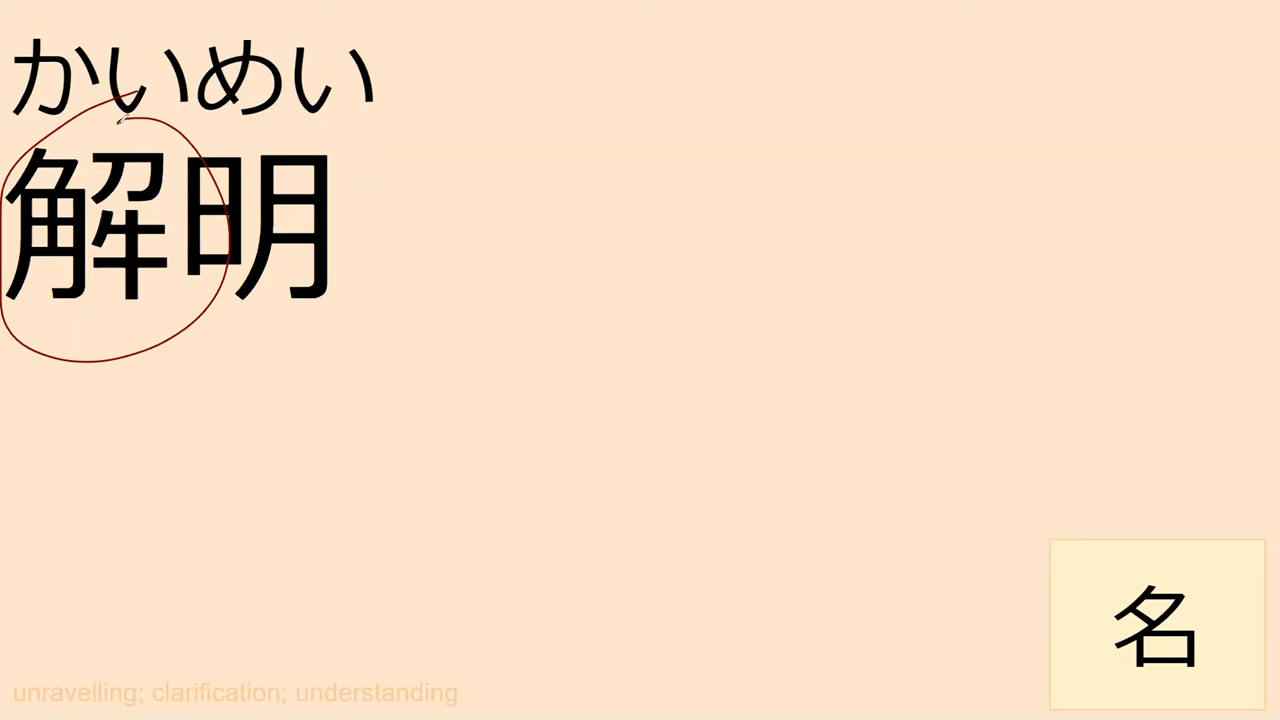 かいめい
解明
名
unravelling; clarification; understanding